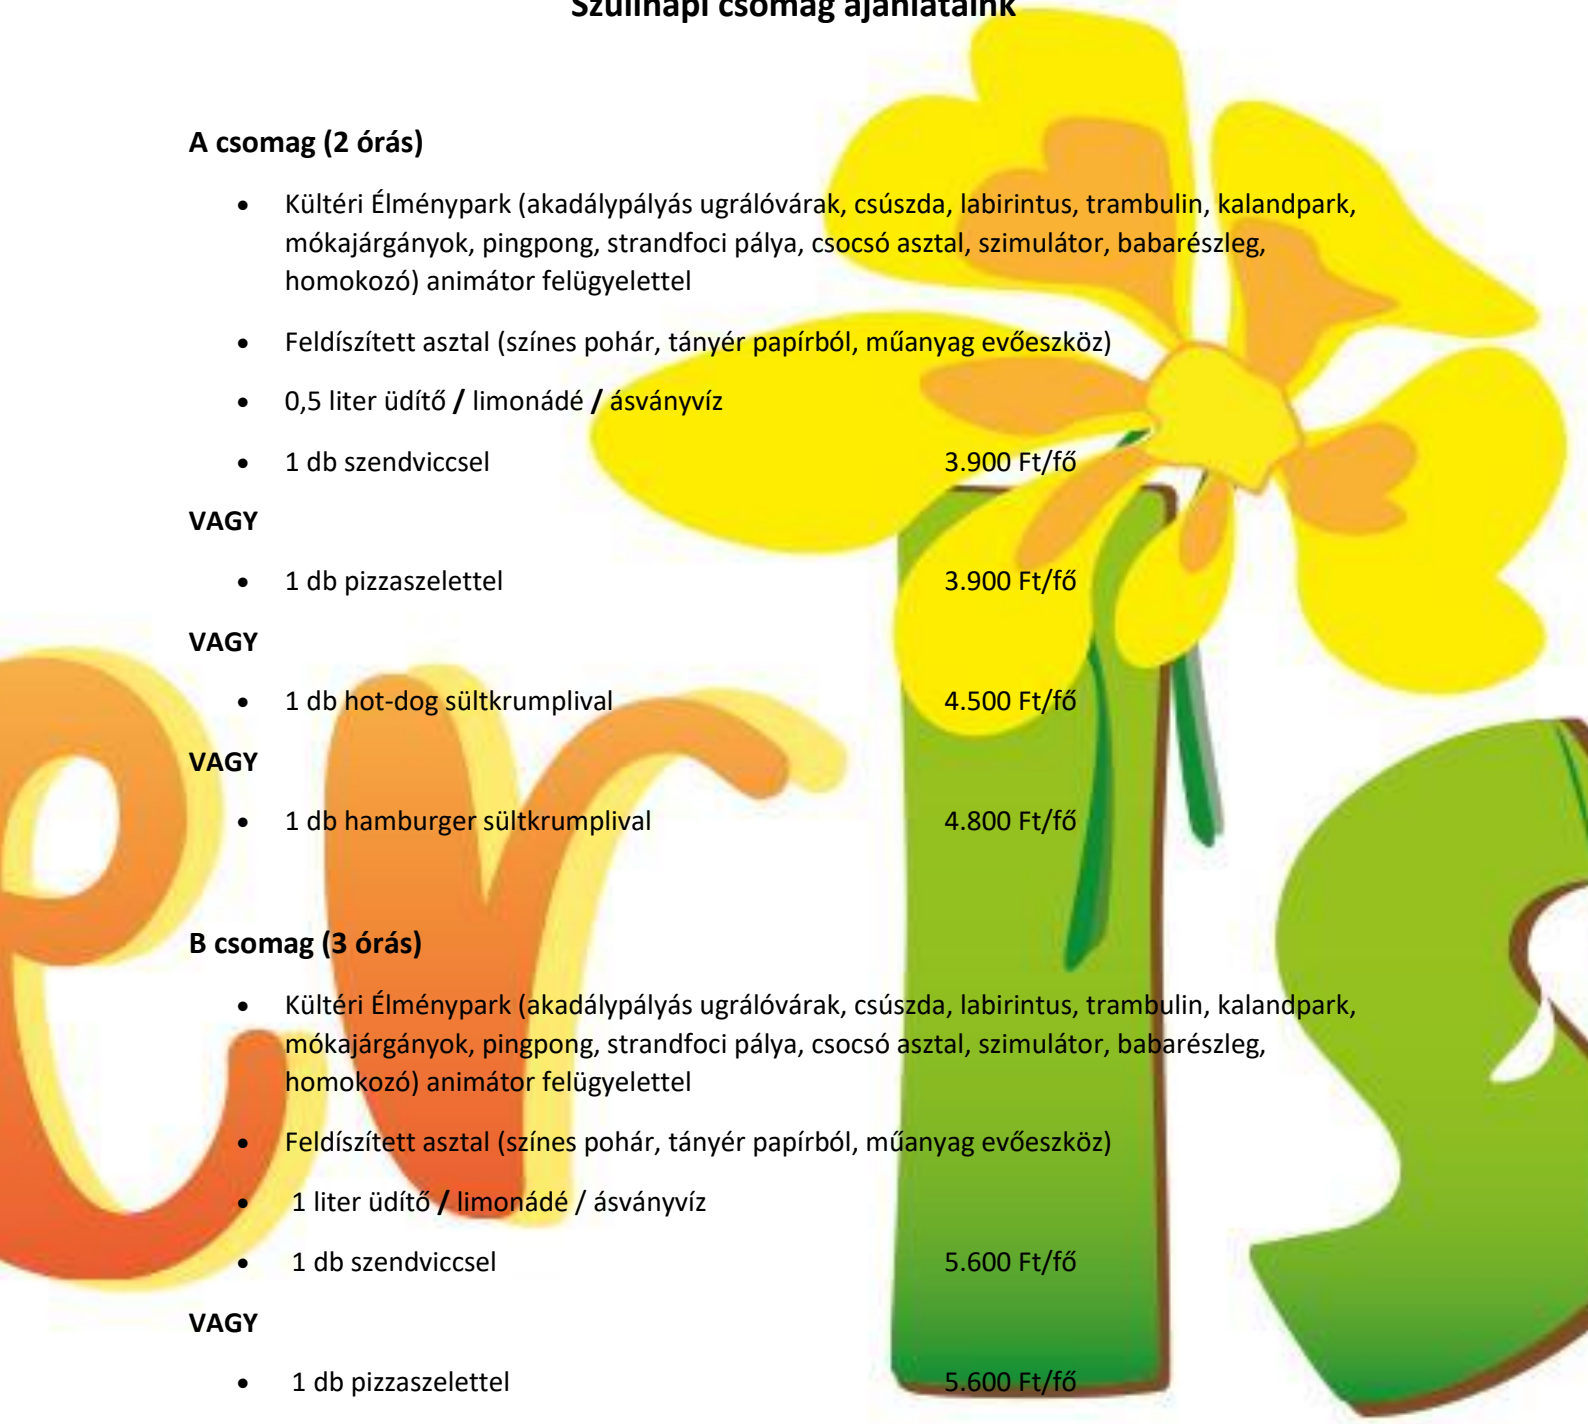 Szülinapi csomag ajánlataink
A csomag (2 órás)
• Kültéri Élménypark (akadálypályás ugrálóvárak, csúszda, labirintus, trambulin, kalandpark,
mókajárgányok, pingpong, strandfoci pálya, csocsó asztal, szimulátor, babarészleg,
homokozó) animátor felügyelettel
• Feldíszített asztal (színes pohár, tányér papírból, műanyag evőeszköz)
• 0,5 liter üdítő / limonádé / ásványvíz
• 1 db szendviccsel 3.900 Ft/fő
VAGY
• 1 db pizzaszelettel 3.900 Ft/fő
VAGY
• 1 db hot-dog sültkrumplival 4.500 Ft/fő
VAGY
• 1 db hamburger sültkrumplival 4.800 Ft/fő
B csomag (3 órás)
• Kültéri Élménypark (akadálypályás ugrálóvárak, csúszda, labirintus, trambulin, kalandpark,
mókajárgányok, pingpong, strandfoci pálya, csocsó asztal, szimulátor, babarészleg,
homokozó) animátor felügyelettel
• Feldíszített asztal (színes pohár, tányér papírból, műanyag evőeszköz)
• 1 liter üdítő / limonádé / ásványvíz
• 1 db szendviccsel 5.600 Ft/fő
VAGY
• 1 db pizzaszelettel 5.600 Ft/fő